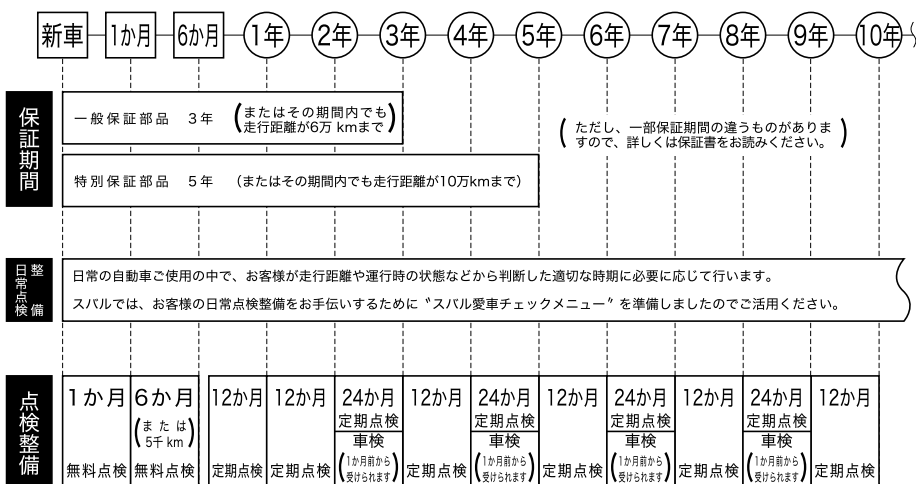 新車 1か月 6か月 1年 2年 3年 4年 5年 6年 7年 8年 9年 10年
保証期間
一般保証部品 3年 (またはその期間内でも
走行距離が6万 kmまで)
(ただし、一部保証期間の違うものがありま
すので、詳しくは保証書をお読みください。)
特別保証部品 5年 (またはその期間内でも走行距離が10万kmまで)
日常点検整備
日常の自動車ご使用の中で、お客様が走行距離や運行時の状態などから判断した適切な時期に必要に応じて行います。
スバルでは、お客様の日常点検整備をお手伝いするために〝スバル愛車チェックメニュー〟を準備しましたのでご活用ください。
点検整備
1か月
無料点検
6か月
(または
5千km)
無料点検
12か月
定期点検
12か月
定期点検
24か月
定期点検
車検
(1か月前から
受けられます)
12か月
定期点検
24か月
定期点検
車検
(1か月前から
受けられます)
12か月
定期点検
24か月
定期点検
車検
(1か月前から
受けられます)
12か月
定期点検
24か月
定期点検
車検
(1か月前から
受けられます)
12か月
定期点検